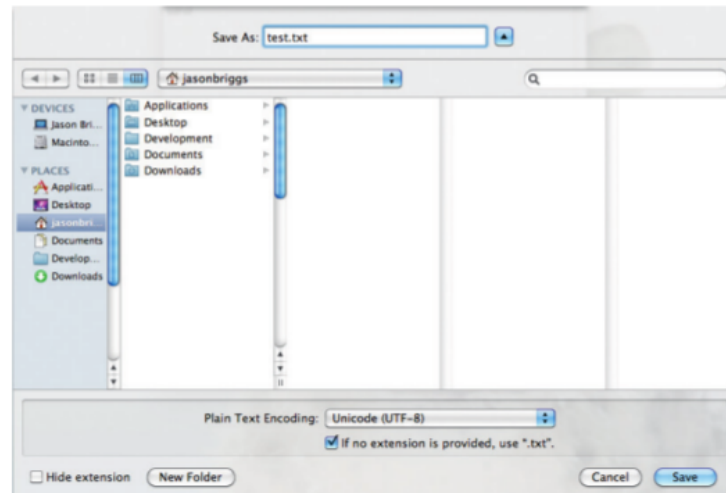 Save As: test.txt
jasonbriggs
DEVICES
Jason Bri...
Macinto...
PLACES
Applicati...
Desktop
jasonbri...
Documents
Develop...
Downloads
Applications
Desktop
Development
Documents
Downloads
Plain Text Encoding: Unicode (UTF-8)
If no extension is provided, use ".txt".
Hide extension New Folder Cancel Save